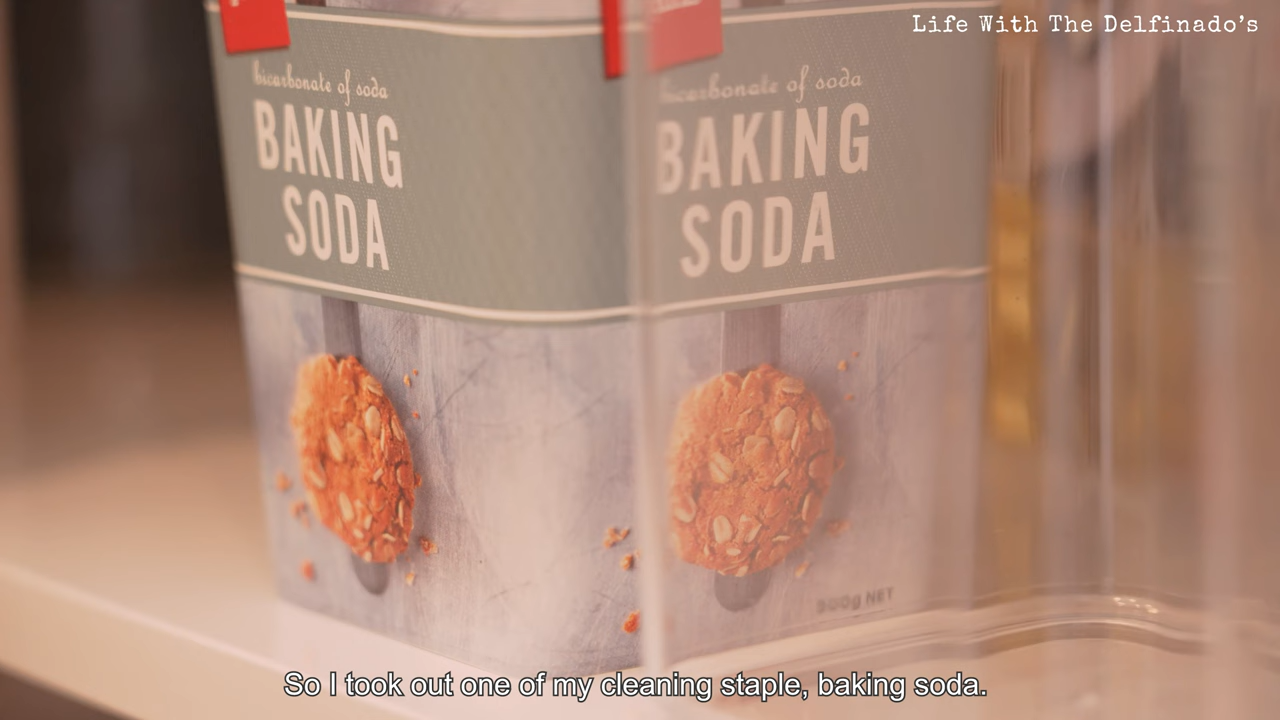 Life With The Delfinado's
bicarbonate of soda
BAKING
SODA
bicarbonate of soda
BAKING
SODA
NET
So I took out one of my cleaning staple, baking soda.